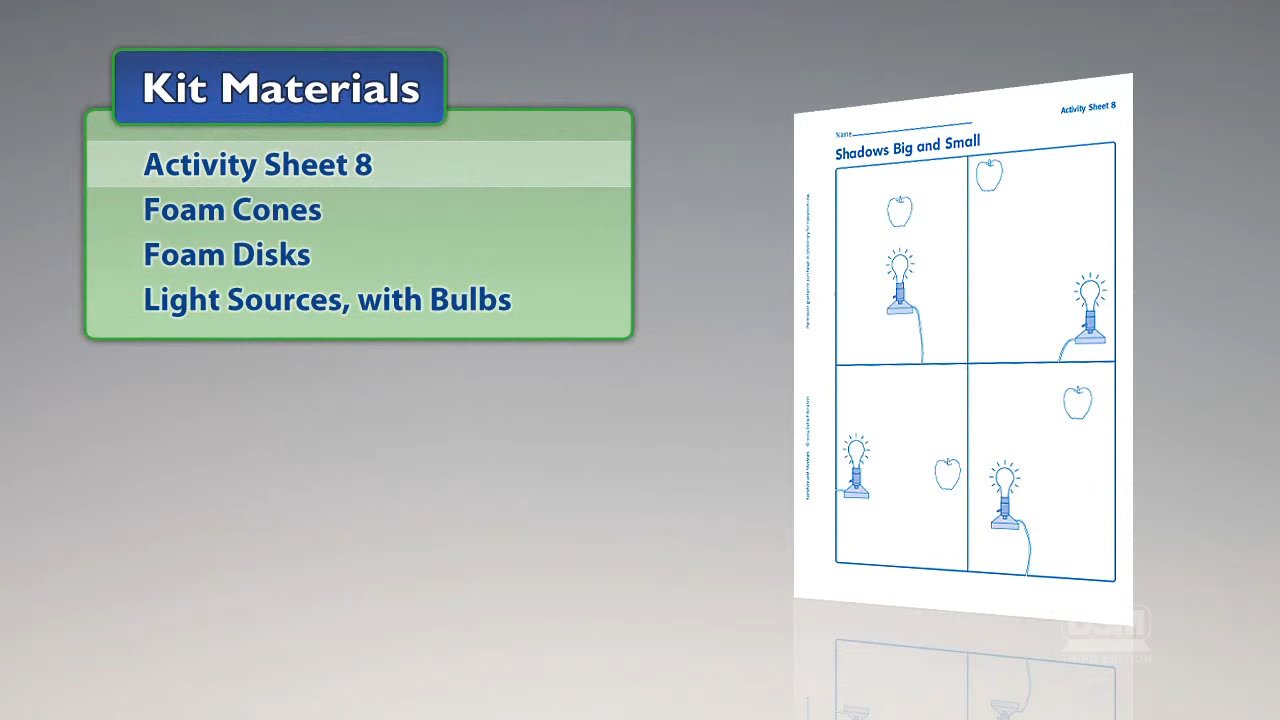 Kit Materials
Activity Sheet 8
Foam Cones
Foam Disks
Light Sources, with Bulbs
Activity Sheet 8
Name
Shadows Big and Small